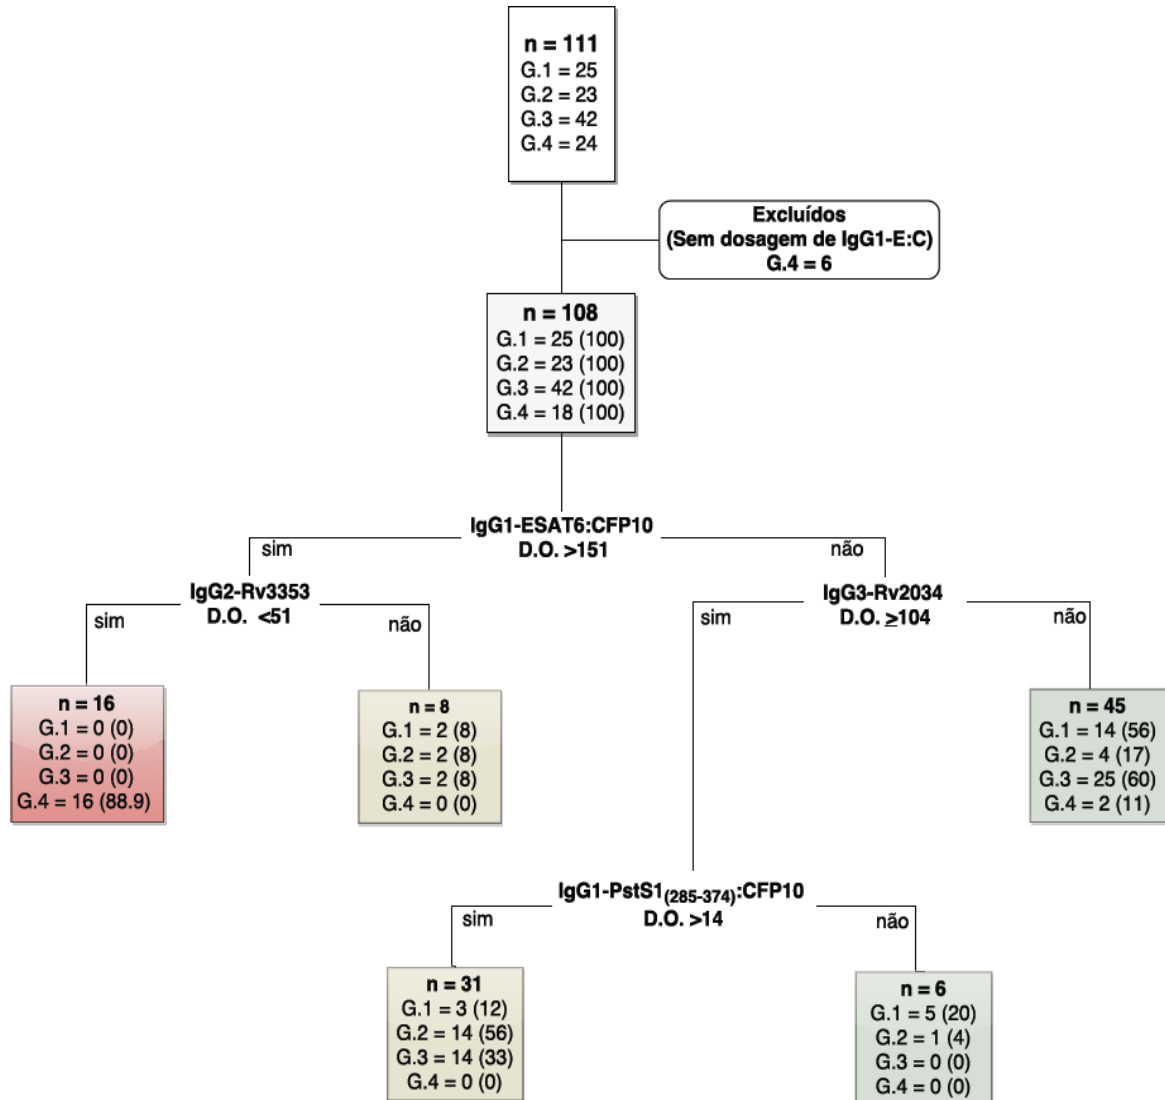 n = 111
G.1 = 25
G.2 = 23
G.3 = 42
G.4 = 24
Excluídos
(Sem dosagem de IgG1-E:C)
G.4 = 6
n = 108
G.1 = 25 (100)
G.2 = 23 (100)
G.3 = 42 (100)
G.4 = 18 (100)
IgG1-ESAT6:CFP10
D.O. >151
sim
não
IgG2-Rv3353
D.O. <51
IgG3-Rv2034
D.O. ≥104
sim
não
sim
não
n = 16
G.1 = 0 (0)
G.2 = 0 (0)
G.3 = 0 (0)
G.4 = 16 (88.9)
n = 8
G.1 = 2 (8)
G.2 = 2 (8)
G.3 = 2 (8)
G.4 = 0 (0)
n = 45
G.1 = 14 (56)
G.2 = 4 (17)
G.3 = 25 (60)
G.4 = 2 (11)
IgG1-PstS1(285-374):CFP10
D.O. >14
sim
não
n = 31
G.1 = 3 (12)
G.2 = 14 (56)
G.3 = 14 (33)
G.4 = 0 (0)
n = 6
G.1 = 5 (20)
G.2 = 1 (4)
G.3 = 0 (0)
G.4 = 0 (0)